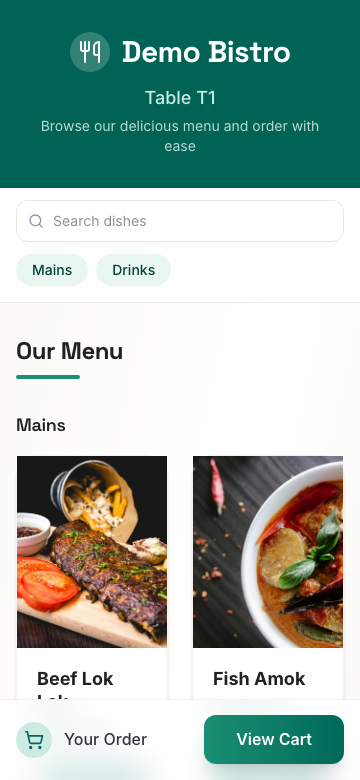 Demo Bistro
Table T1
Browse our delicious menu and order with
ease
Search dishes
Mains
Drinks
Our Menu
Mains
Beef Lok
Lak
Fish Amok
Your Order
View Cart